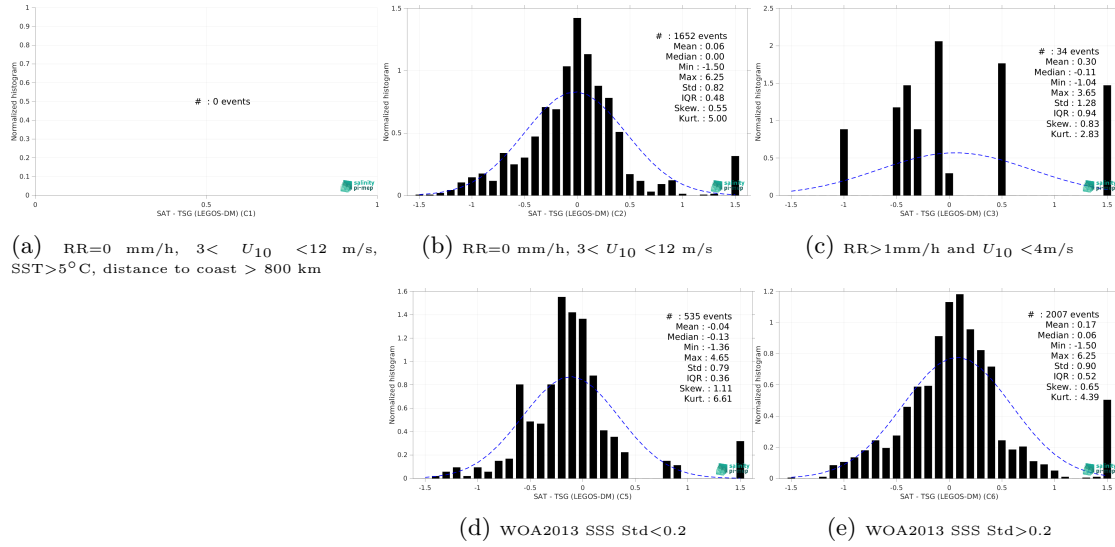 1
0.9
0.8
0.7
0.6
0.5
0.4
0.3
0.2
0.1
0
Normalized histogram
# : 0 events
salinity
pi-mep
0 0.5 1
SAT - TSG (LEGOS-DM) (C1)
(a) RR=0 mm/h, 3< U10 <12 m/s,
SST>5°C, distance to coast > 800 km
1.5
1
0.5
0
Normalized histogram
# : 1652 events
Mean : 0.06
Median : 0.00
Min : -1.50
Max : 6.25
Std : 0.82
IQR : 0.48
Skew. : 0.55
Kurt. : 5.00
salinity
pi-mep
-1.5 -1 -0.5 0 0.5 1 1.5
SAT - TSG (LEGOS-DM) (C2)
(b) RR=0 mm/h, 3< U10 <12 m/s
2.5
2
1.5
1
0.5
0
Normalized histogram
# : 34 events
Mean : 0.30
Median : -0.11
Min : -1.04
Max : 3.65
Std : 1.28
IQR : 0.94
Skew. : 0.83
Kurt. : 2.83
-1.5 -1 -0.5 0 0.5 1 1.5
SAT - TSG (LEGOS-DM) (C3)
(c) RR>1mm/h and U10 <4m/s
1.6
1.4
1.2
1
0.8
0.6
0.4
0.2
0
Normalized histogram
# : 535 events
Mean : -0.04
Median : -0.13
Min : -1.36
Max : 4.65
Std : 0.79
IQR : 0.36
Skew. : 1.11
Kurt. : 6.61
salinity
pi-mep
-1.5 -1 -0.5 0 0.5 1 1.5
SAT - TSG (LEGOS-DM) (C5)
(d) WOA2013 SSS Std<0.2
1.2
1
0.8
0.6
0.4
0.2
0
Normalized histogram
# : 2007 events
Mean : 0.17
Median : 0.06
Min : -1.50
Max : 6.25
Std : 0.90
IQR : 0.52
Skew. : 0.65
Kurt. : 4.39
-1.5 -1 -0.5 0 0.5 1 1.5
SAT - TSG (LEGOS-DM) (C6)
(e) WOA2013 SSS Std>0.2